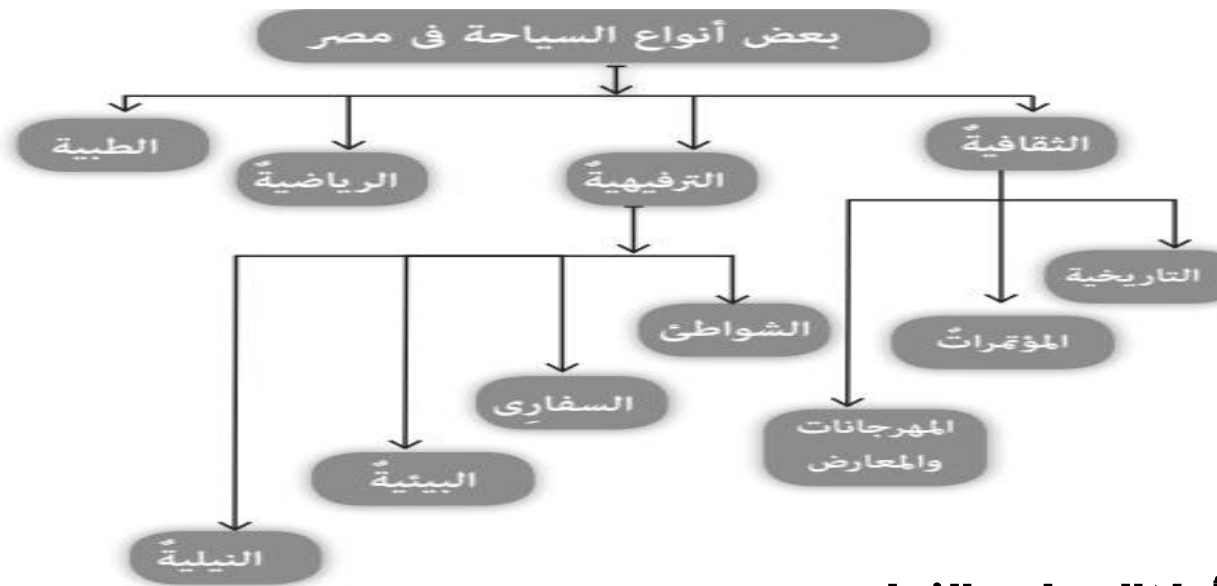 بعض أنواع السياحة فى مصر
الثقافيةٌ
الترفيهيةٌ
الرياضيةٌ
الطبية
التاريخية
المؤتمراتٌ
المهرجانات
والمعارض
الشواطئ
السفارِى
البيئيةٌ
النيليةٌ